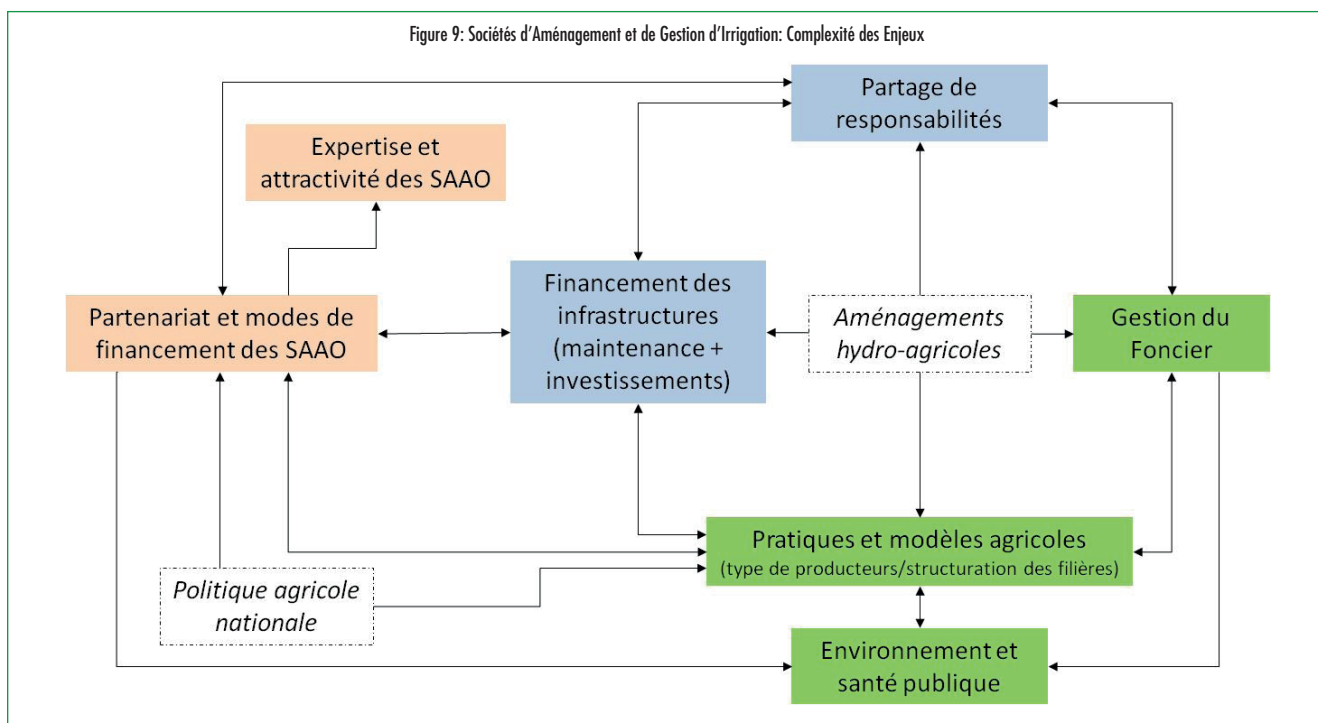 Figure 9: Sociétés d'Aménagement et de Gestion d'Irrigation: Complexité des Enjeux
Partage de
responsabilités
Expertise et
attractivité des SAAO
Financement des
infrastructures
(maintenance +
investissements)
Partenariat et modes de
financement des SAAO
Aménagements
hydro-agricoles
Gestion du
Foncier
Pratiques et modèles agricoles
(type de producteurs/structuration des filières)
Politique agricole
nationale
Environnement et
santé publique